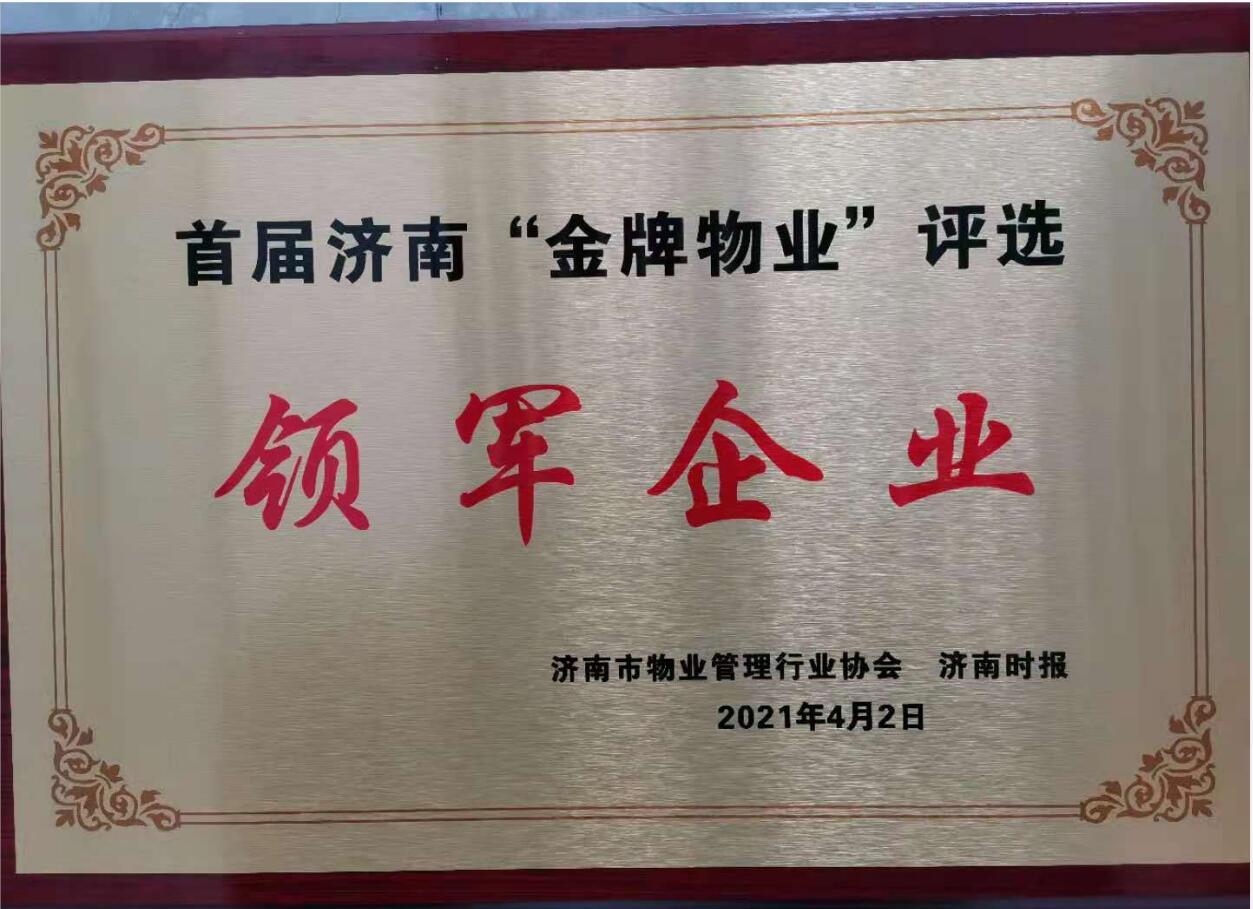 首届济南“金牌物业”评选
领军企业
济南市物业管理行业协会 济南时报
2021年4月2日